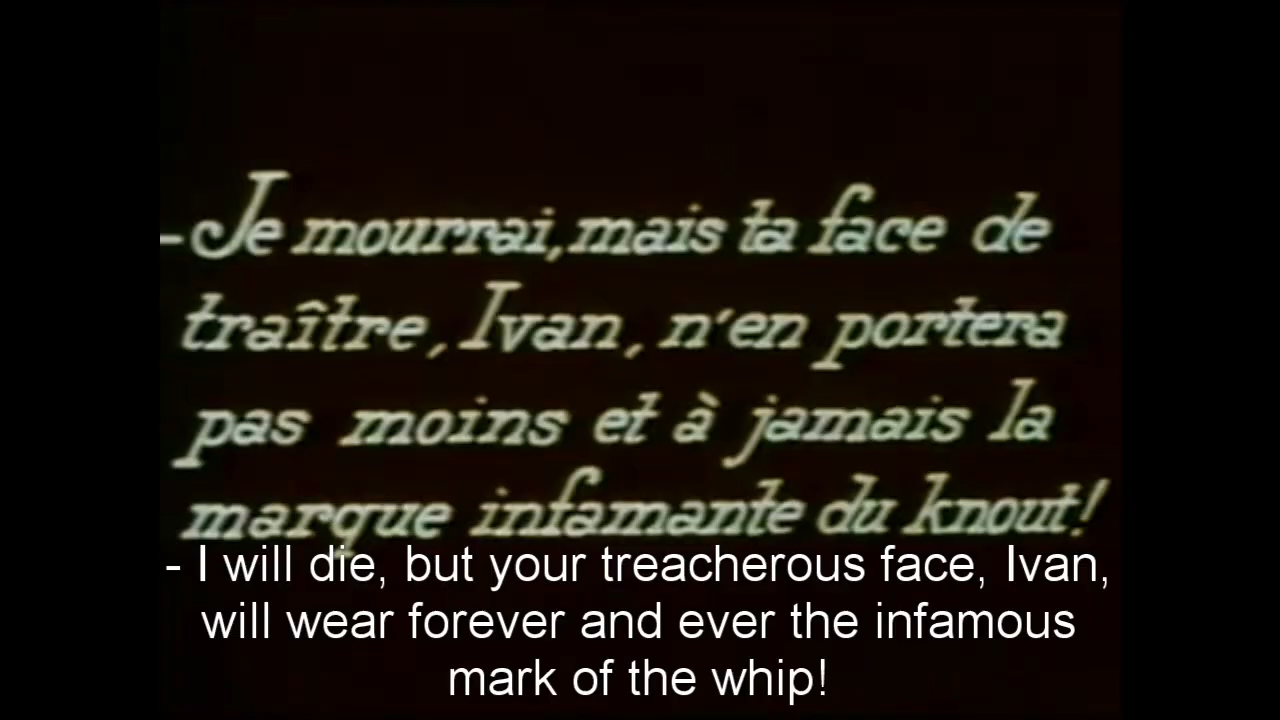 -Je mourrai, mais ta face de
traître, Ivan, n'en portera
pas moins et à jamais la
marque infamante du knout!
- I will die, but your treacherous face, Ivan,
will wear forever and ever the infamous
mark of the whip!